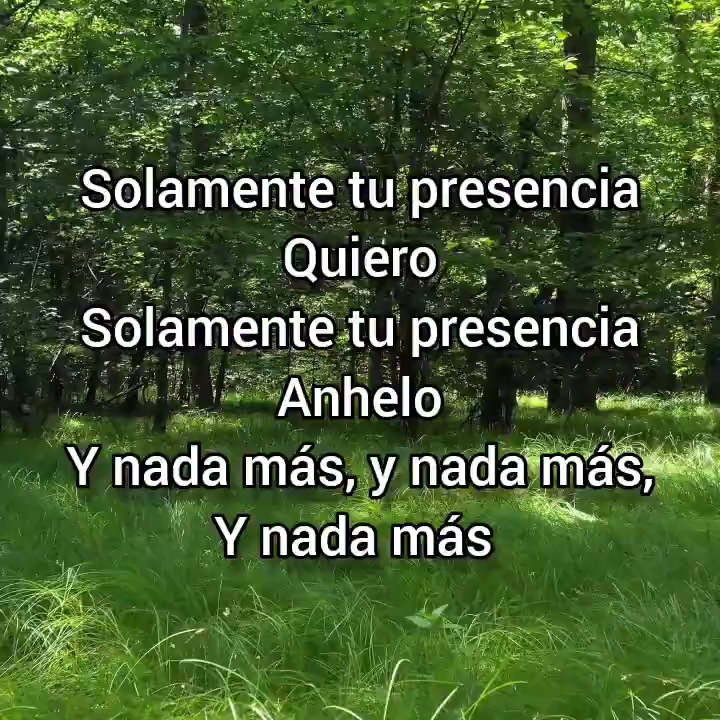 Solamente tu presencia
Quiero
Solamente tu presencia
Anhelo
Y nada más, y nada más,
Y nada más